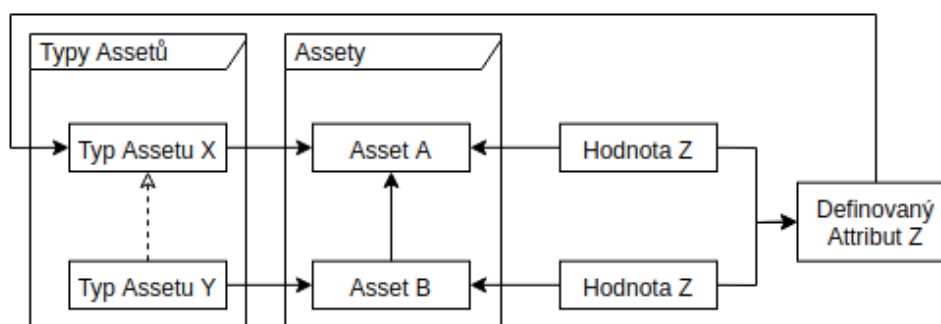 Typy Assetů
Assety
Typ Assetu X
Asset A
Hodnota Z
Definovaný
Attribut Z
Typ Assetu Y
Asset B
Hodnota Z